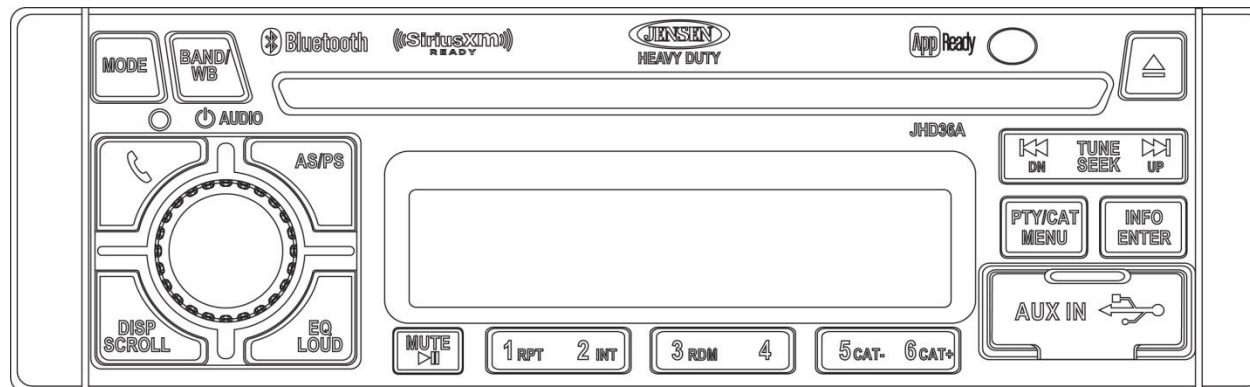 MODE
BAND/
WB
Bluetooth
((SiriusXM))
READY
JENSEN
HEAVY DUTY
App Ready
AUDIO
JHD36A
AS/PS
DN
TUNE
SEEK
UP
PTY/CAT
MENU
INFO
ENTER
AUX IN
DISP
SCROLL
EQ
LOUD
MUTE
1 RPT 2 INT
3 RDM 4
5 CAT- 6 CAT+